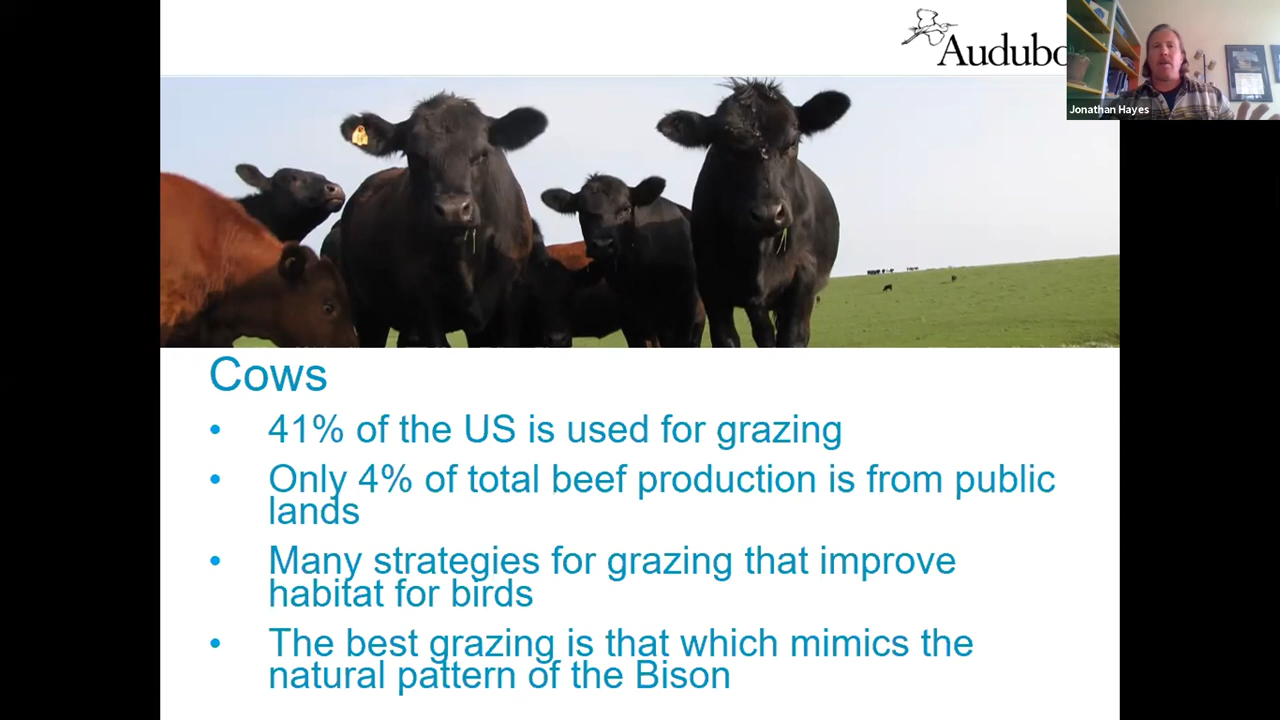 Audubo
Jonathan Hayes
Cows
• 41% of the US is used for grazing
• Only 4% of total beef production is from public
lands
• Many strategies for grazing that improve
habitat for birds
• The best grazing is that which mimics the
natural pattern of the Bison